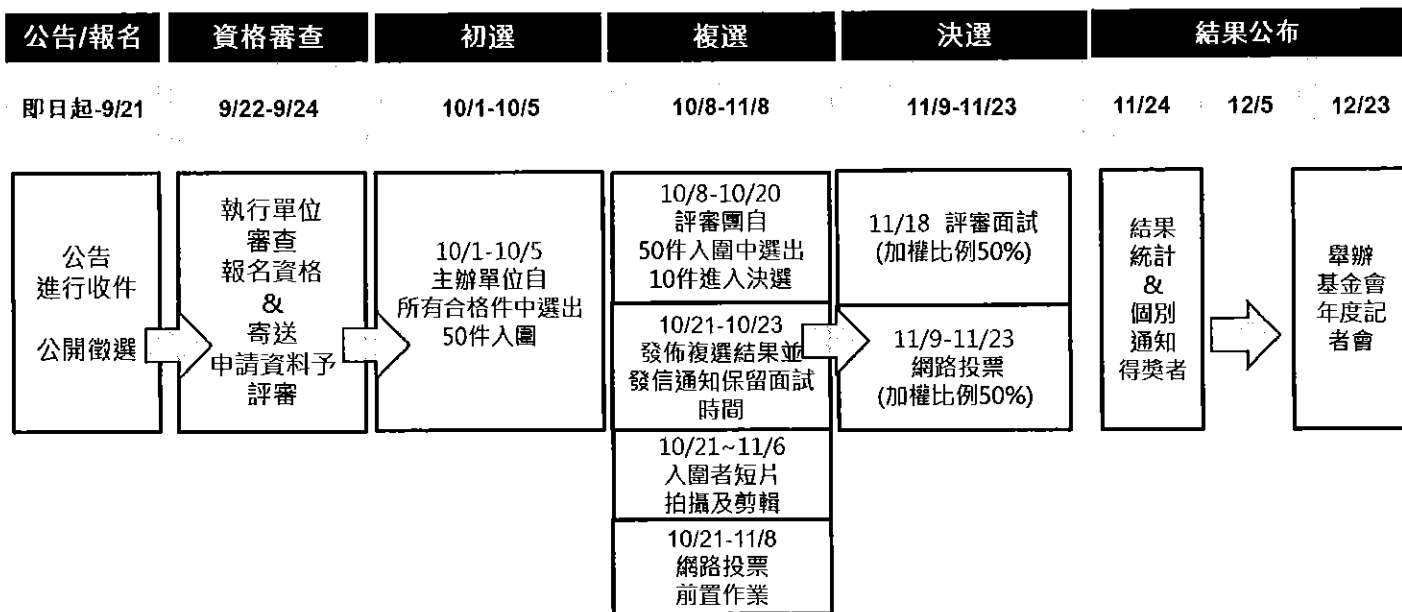 公告/報名
資格審查
初選
複選
決選
結果公布
即日起-9/21
9/22-9/24
10/1-10/5
10/8-11/8
11/9-11/23
11/24
12/5
12/23
公告
進行收件
公開徵選
執行單位
審查
報名資格
&
寄送
申請資料予
評審
10/1-10/5
主辦單位自
所有合格件中選出
50件入圍
10/8-10/20
評審團自
50件入圍中選出
10件進入決選
10/21-10/23
發佈複選結果並
發信通知保留面試
時間
10/21~11/6
入圍者短片
拍攝及剪輯
10/21-11/8
網路投票
前置作業
11/18 評審面試
(加權比例50%)
11/9-11/23
網路投票
(加權比例50%)
結果
統計
&
個別
通知
得獎者
舉辦
基金會
年度記
者會